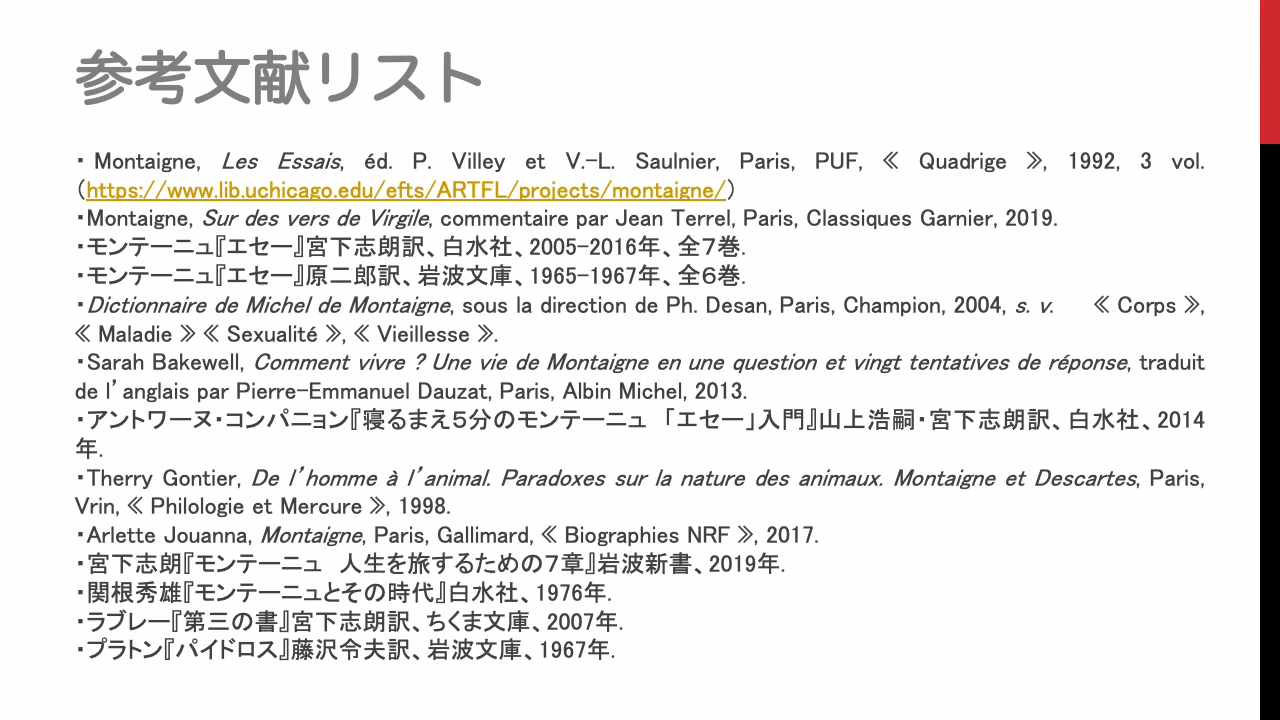 参考文献リスト
・ Montaigne, Les Essais, éd. P. Villey et V.-L. Saulnier, Paris, PUF, « Quadrige », 1992, 3 vol.
(https://www.lib.uchicago.edu/efts/ARTFL/projects/montaigne/)
・Montaigne, Sur des vers de Virgile, commentaire par Jean Terrel, Paris, Classiques Garnier, 2019.
・モンテーニュ『エセー』宮下志朗訳、白水社、2005-2016年、全７巻.
・モンテーニュ『エセー』原二郎訳、岩波文庫、1965-1967年、全６巻.
・Dictionnaire de Michel de Montaigne, sous la direction de Ph. Desan, Paris, Champion, 2004, s. v. « Corps »,
« Maladie » « Sexualité », « Vieillesse ».
・Sarah Bakewell, Comment vivre ? Une vie de Montaigne en une question et vingt tentatives de réponse, traduit
de l’anglais par Pierre-Emmanuel Dauzat, Paris, Albin Michel, 2013.
・アントワーヌ・コンパニョン『寝るまえ５分のモンテーニュ　「エセー」入門』山上浩嗣・宮下志朗訳、白水社、2014
年.
・Therry Gontier, De l’homme à l’animal. Paradoxes sur la nature des animaux. Montaigne et Descartes, Paris,
Vrin, « Philologie et Mercure », 1998.
・Arlette Jouanna, Montaigne, Paris, Gallimard, « Biographies NRF », 2017.
・宮下志朗『モンテーニュ　人生を旅するための７章』岩波新書、2019年.
・関根秀雄『モンテーニュとその時代』白水社、1976年.
・ラブレー『第三の書』宮下志朗訳、ちくま文庫、2007年.
・プラトン『パイドロス』藤沢令夫訳、岩波文庫、1967年.